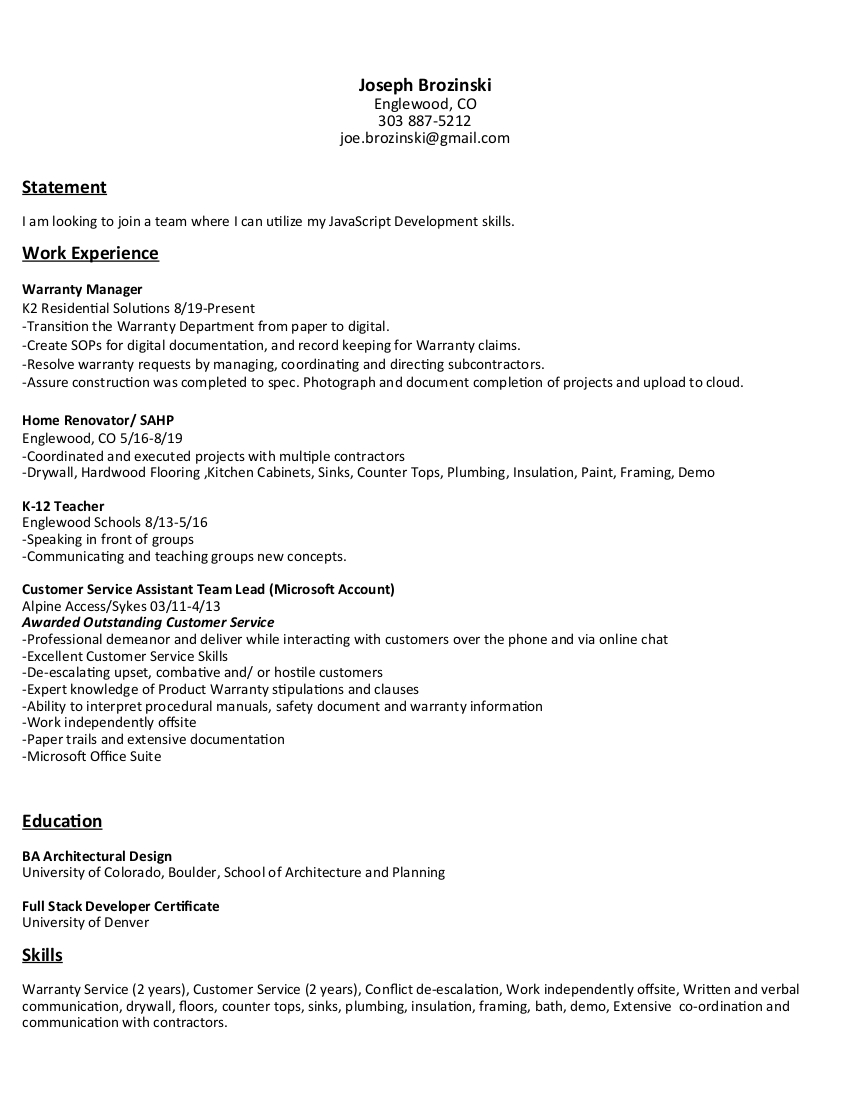 Joseph Brozinski
Englewood, CO
303 887-5212
joe.brozinski@gmail.com
Statement
I am looking to join a team where I can utilize my JavaScript Development skills.
Work Experience
Warranty Manager
K2 Residential Solutions 8/19-Present
-Transition the Warranty Department from paper to digital.
-Create SOPs for digital documentation, and record keeping for Warranty claims.
-Resolve warranty requests by managing, coordinating and directing subcontractors.
-Assure construction was completed to spec. Photograph and document completion of projects and upload to cloud.
Home Renovator/ SAHP
Englewood, CO 5/16-8/19
-Coordinated and executed projects with multiple contractors
-Drywall, Hardwood Flooring ,Kitchen Cabinets, Sinks, Counter Tops, Plumbing, Insulation, Paint, Framing, Demo
K-12 Teacher
Englewood Schools 8/13-5/16
-Speaking in front of groups
-Communicating and teaching groups new concepts.
Customer Service Assistant Team Lead (Microsoft Account)
Alpine Access/Sykes 03/11-4/13
Awarded Outstanding Customer Service
-Professional demeanor and deliver while interacting with customers over the phone and via online chat
-Excellent Customer Service Skills
-De-escalating upset, combative and/ or hostile customers
-Expert knowledge of Product Warranty stipulations and clauses
-Ability to interpret procedural manuals, safety document and warranty information
-Work independently offsite
-Paper trails and extensive documentation
-Microsoft Office Suite
Education
BA Architectural Design
University of Colorado, Boulder, School of Architecture and Planning
Full Stack Developer Certificate
University of Denver
Skills
Warranty Service (2 years), Customer Service (2 years), Conflict de-escalation, Work independently offsite, Written and verbal
communication, drywall, floors, counter tops, sinks, plumbing, insulation, framing, bath, demo, Extensive  co-ordination and
communication with contractors.